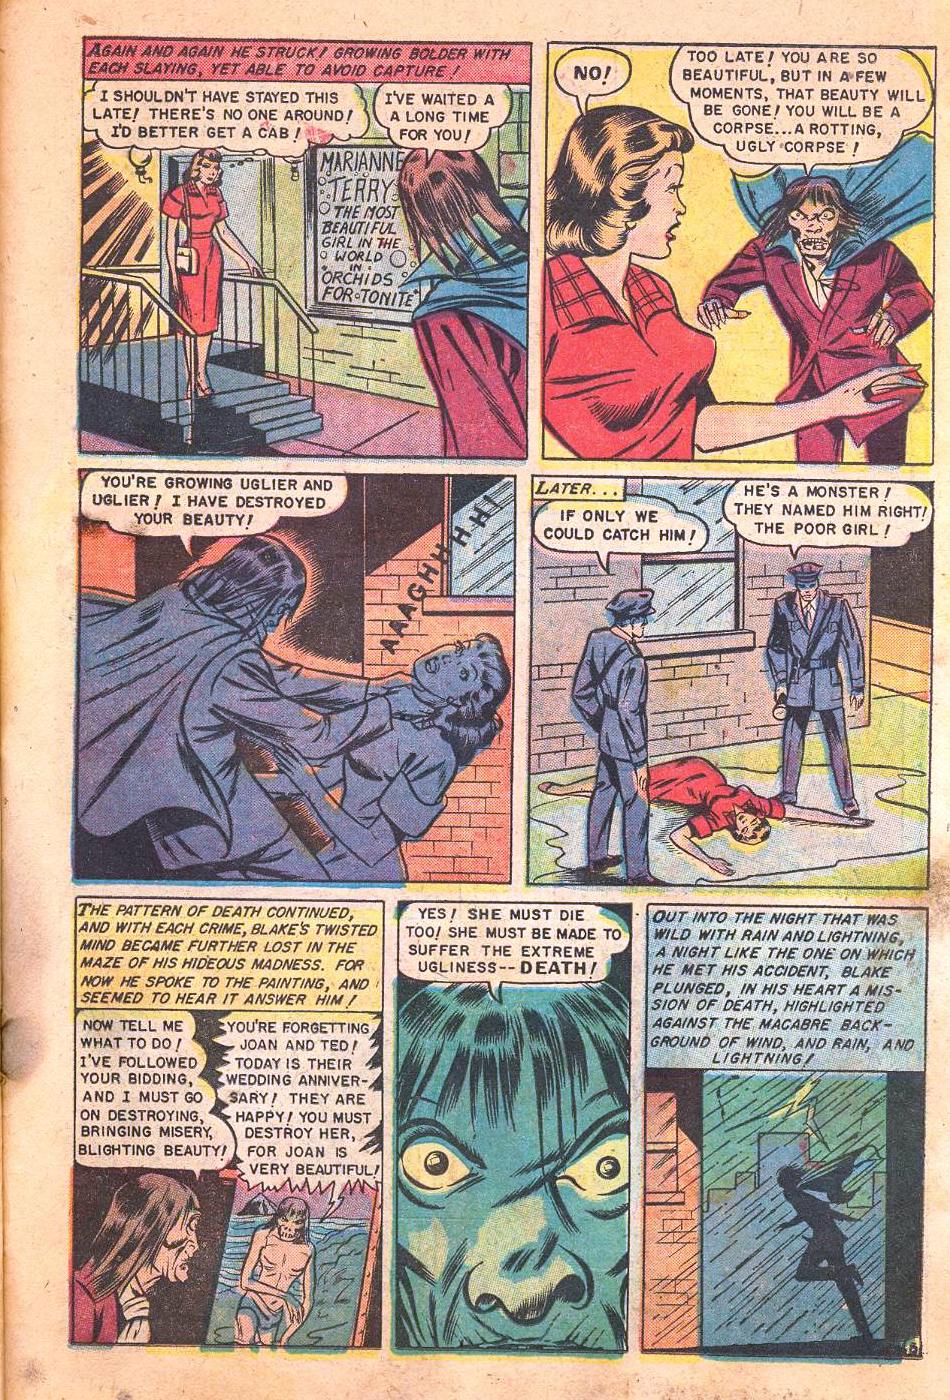 AGAIN AND AGAIN HE STRUCK! GROWING BOLDER WITH
EACH SLAYING, YET ABLE TO AVOID CAPTURE!
I SHOULDN'T HAVE STAYED THIS
LATE! THERE'S NO ONE AROUND!
I'D BETTER GET A CAB!
I'VE WAITED A
A LONG TIME
FOR YOU!
MARIANNE
TERRY
THE MOST
BEAUTIFUL
GIRL IN THE
WORLD
IN
ORCHIDS
FOR TONITE
NO!
TOO LATE! YOU ARE SO
BEAUTIFUL, BUT IN A FEW
MOMENTS, THAT BEAUTY WILL
BE GONE! YOU WILL BE A
CORPSE...A ROTTING,
UGLY CORPSE!
YOU'RE GROWING UGLIER AND
UGLIER! I HAVE DESTROYED
YOUR BEAUTY!
AAAGHHHH!
LATER...
IF ONLY WE
COULD CATCH HIM!
HE'S A MONSTER!
THEY NAMED HIM RIGHT!
THE POOR GIRL!
THE PATTERN OF DEATH CONTINUED,
AND WITH EACH CRIME, BLAKE'S TWISTED
MIND BECAME FURTHER LOST IN THE
MAZE OF HIS HIDEOUS MADNESS. FOR
NOW HE SPOKE TO THE PAINTING, AND
SEEMED TO HEAR IT ANSWER HIM!
NOW TELL ME
WHAT TO DO!
I'VE FOLLOWED
YOUR BIDDING,
AND I MUST GO
ON DESTROYING,
BRINGING MISERY,
BLIGHTING BEAUTY!
YOU'RE FORGETTING
JOAN AND TED!
TODAY IS THEIR
WEDDING ANNIVER-
SARY! THEY ARE
HAPPY! YOU MUST
DESTROY HER,
FOR JOAN IS
VERY BEAUTIFUL!
YES! SHE MUST DIE
TOO! SHE MUST BE MADE TO
SUFFER THE EXTREME
UGLINESS--DEATH!
OUT INTO THE NIGHT THAT WAS
WILD WITH RAIN AND LIGHTNING,
A NIGHT LIKE THE ONE ON WHICH
HE MET HIS ACCIDENT, BLAKE
PLUNGED, IN HIS HEART A MIS-
SION OF DEATH, HIGHLIGHTED
AGAINST THE MACABRE BACK-
GROUND OF WIND, AND RAIN, AND
LIGHTNING!